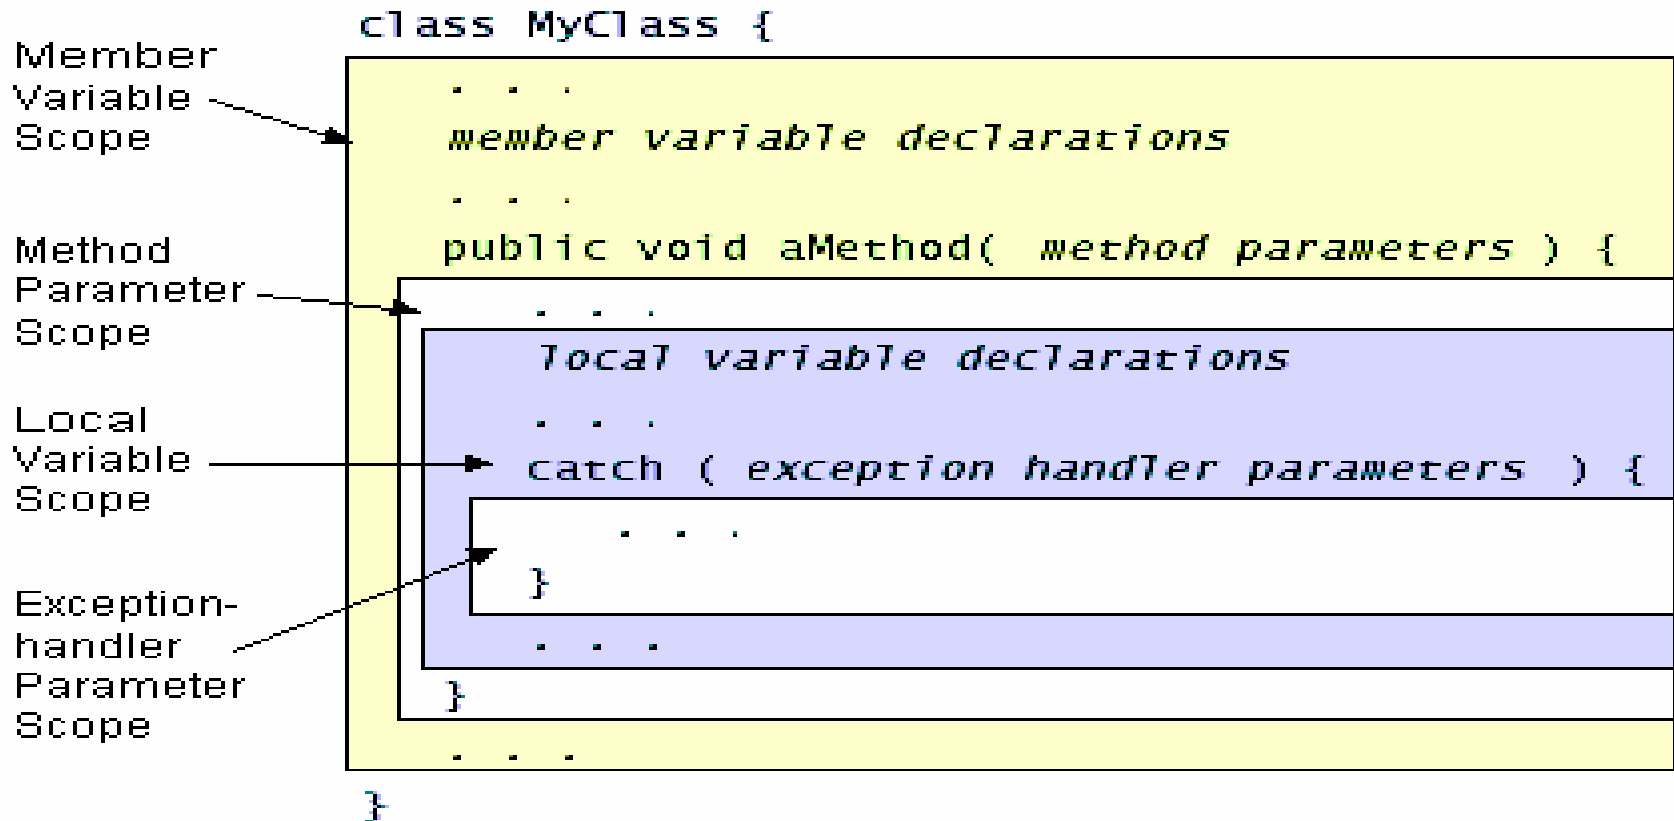 class MyClass {
Member
Variable
Scope
. . .
member variable declarations
. . .
Method
Parameter
Scope
public void aMethod( method parameters ) {
. . .
local variable declarations
. . .
Local
Variable
Scope
catch ( exception handler parameters ) {
. . .
}
Exception-
handler
Parameter
Scope
. . .
}
. . .
}